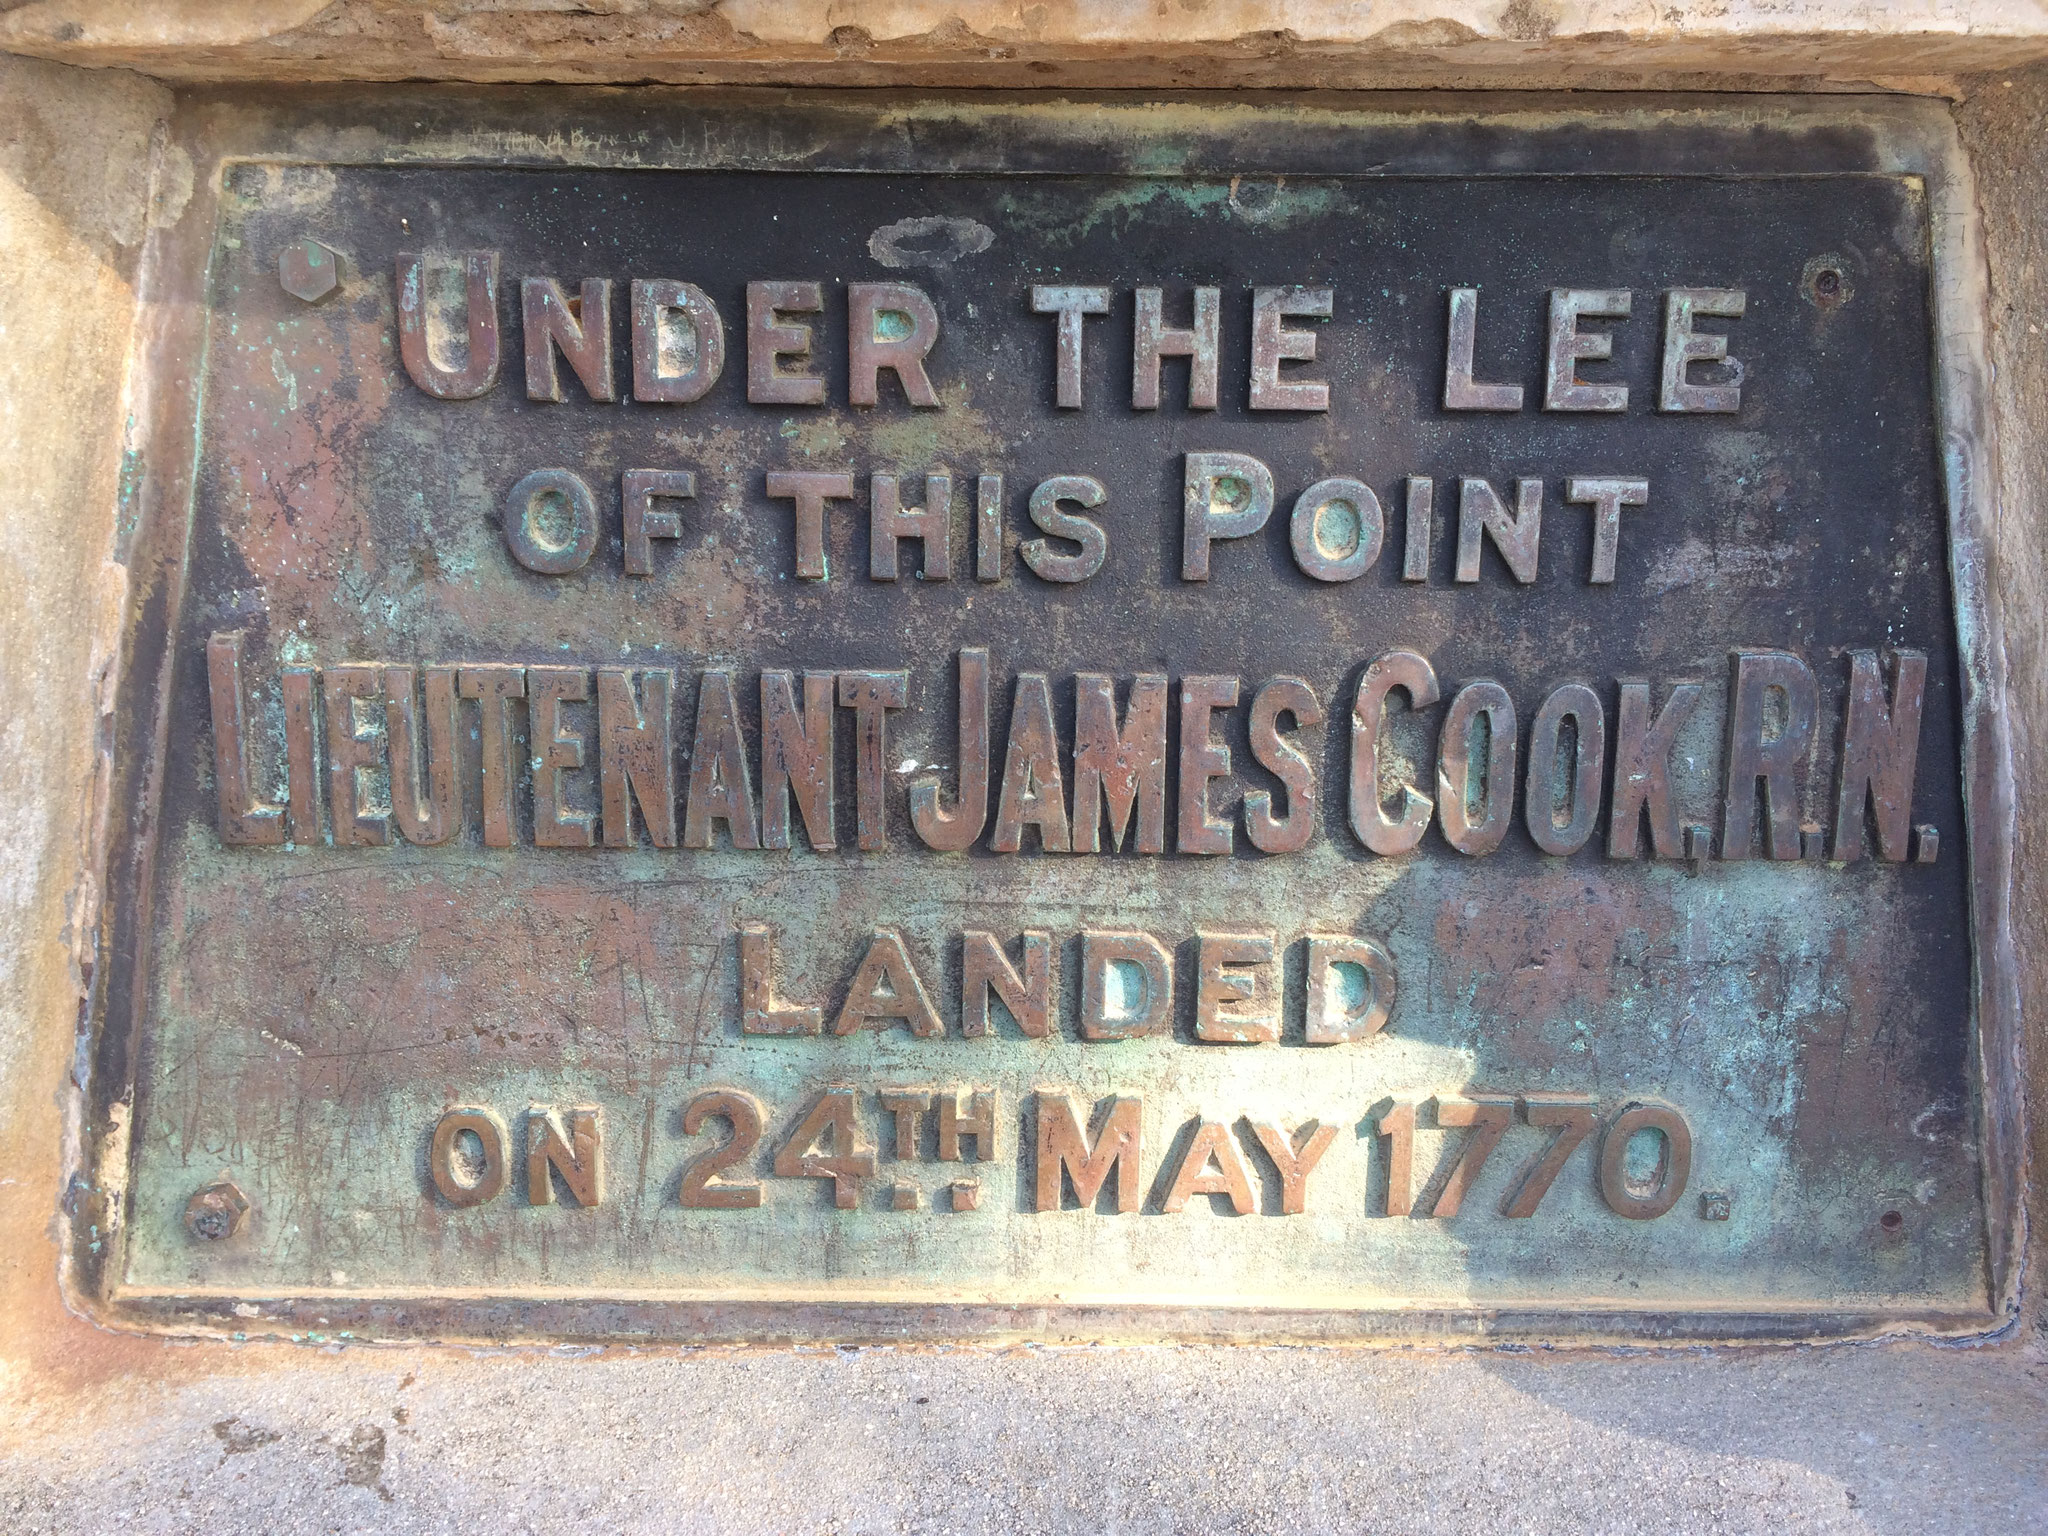 UNDER THE LEE
OF THIS POINT
LIEUTENANT JAMES COOK, R.N.
LANDED
ON 24TH MAY 1770.